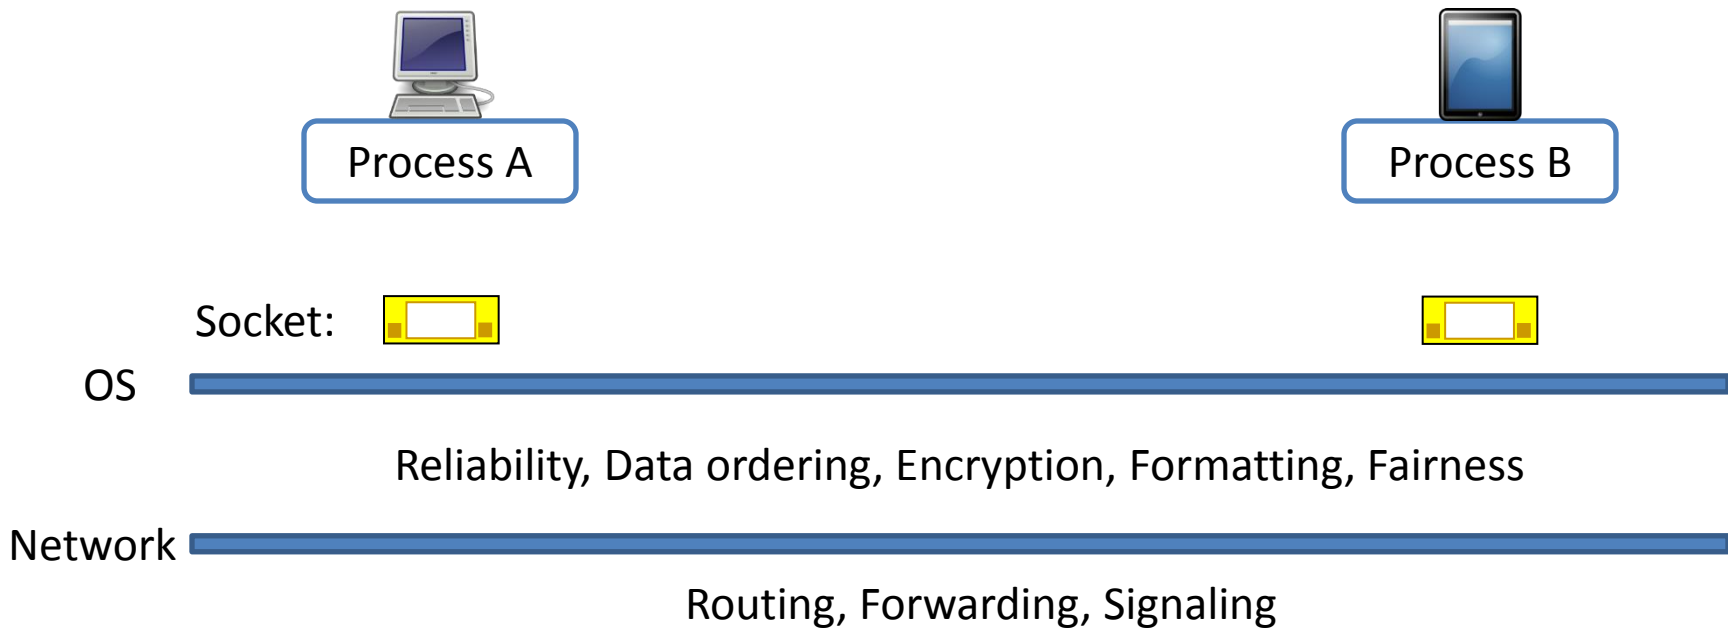 Process A
Process B
Socket:
OS
Reliability, Data ordering, Encryption, Formatting, Fairness
Network
Routing, Forwarding, Signaling